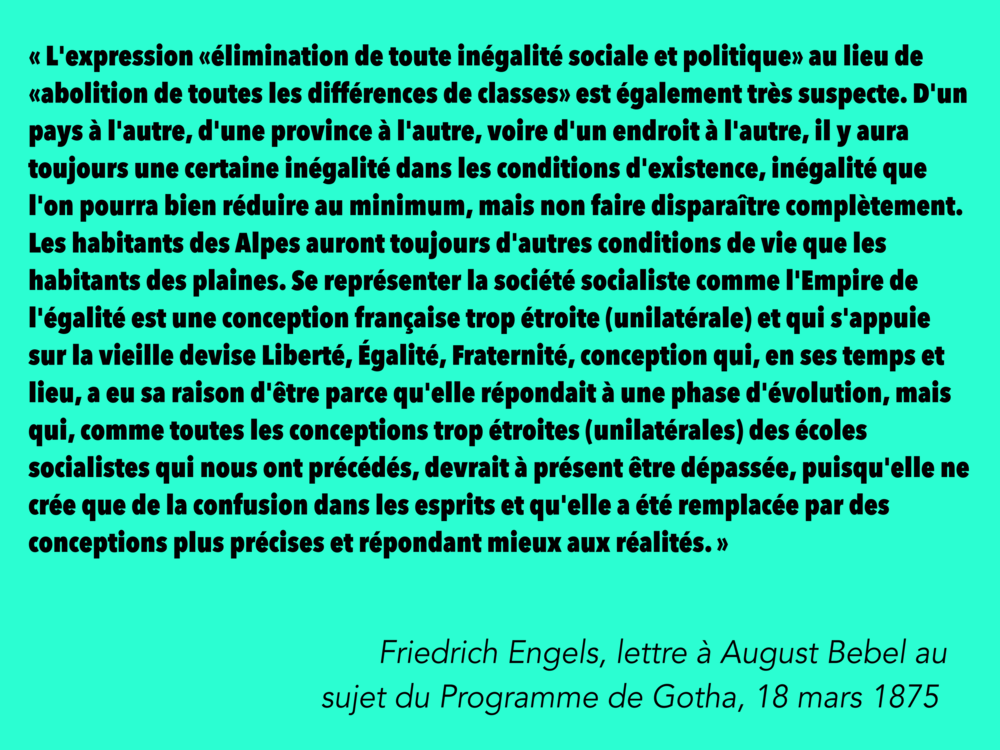 « L'expression «élimination de toute inégalité sociale et politique» au lieu de
«abolition de toutes les différences de classes» est également très suspecte. D'un
pays à l'autre, d'une province à l'autre, voire d'un endroit à l'autre, il y aura
toujours une certaine inégalité dans les conditions d'existence, inégalité que
l'on pourra bien réduire au minimum, mais non faire disparaître complètement.
Les habitants des Alpes auront toujours d'autres conditions de vie que les
habitants des plaines. Se représenter la société socialiste comme l'Empire de
l'égalité est une conception française trop étroite (unilatérale) et qui s'appuie
sur la vieille devise Liberté, Égalité, Fraternité, conception qui, en ses temps et
lieu, a eu sa raison d'être parce qu'elle répondait à une phase d'évolution, mais
qui, comme toutes les conceptions trop étroites (unilatérales) des écoles
socialistes qui nous ont précédés, devrait à présent être dépassée, puisqu'elle ne
crée que de la confusion dans les esprits et qu'elle a été remplacée par des
conceptions plus précises et répondant mieux aux réalités. »
Friedrich Engels, lettre à August Bebel au
sujet du Programme de Gotha, 18 mars 1875